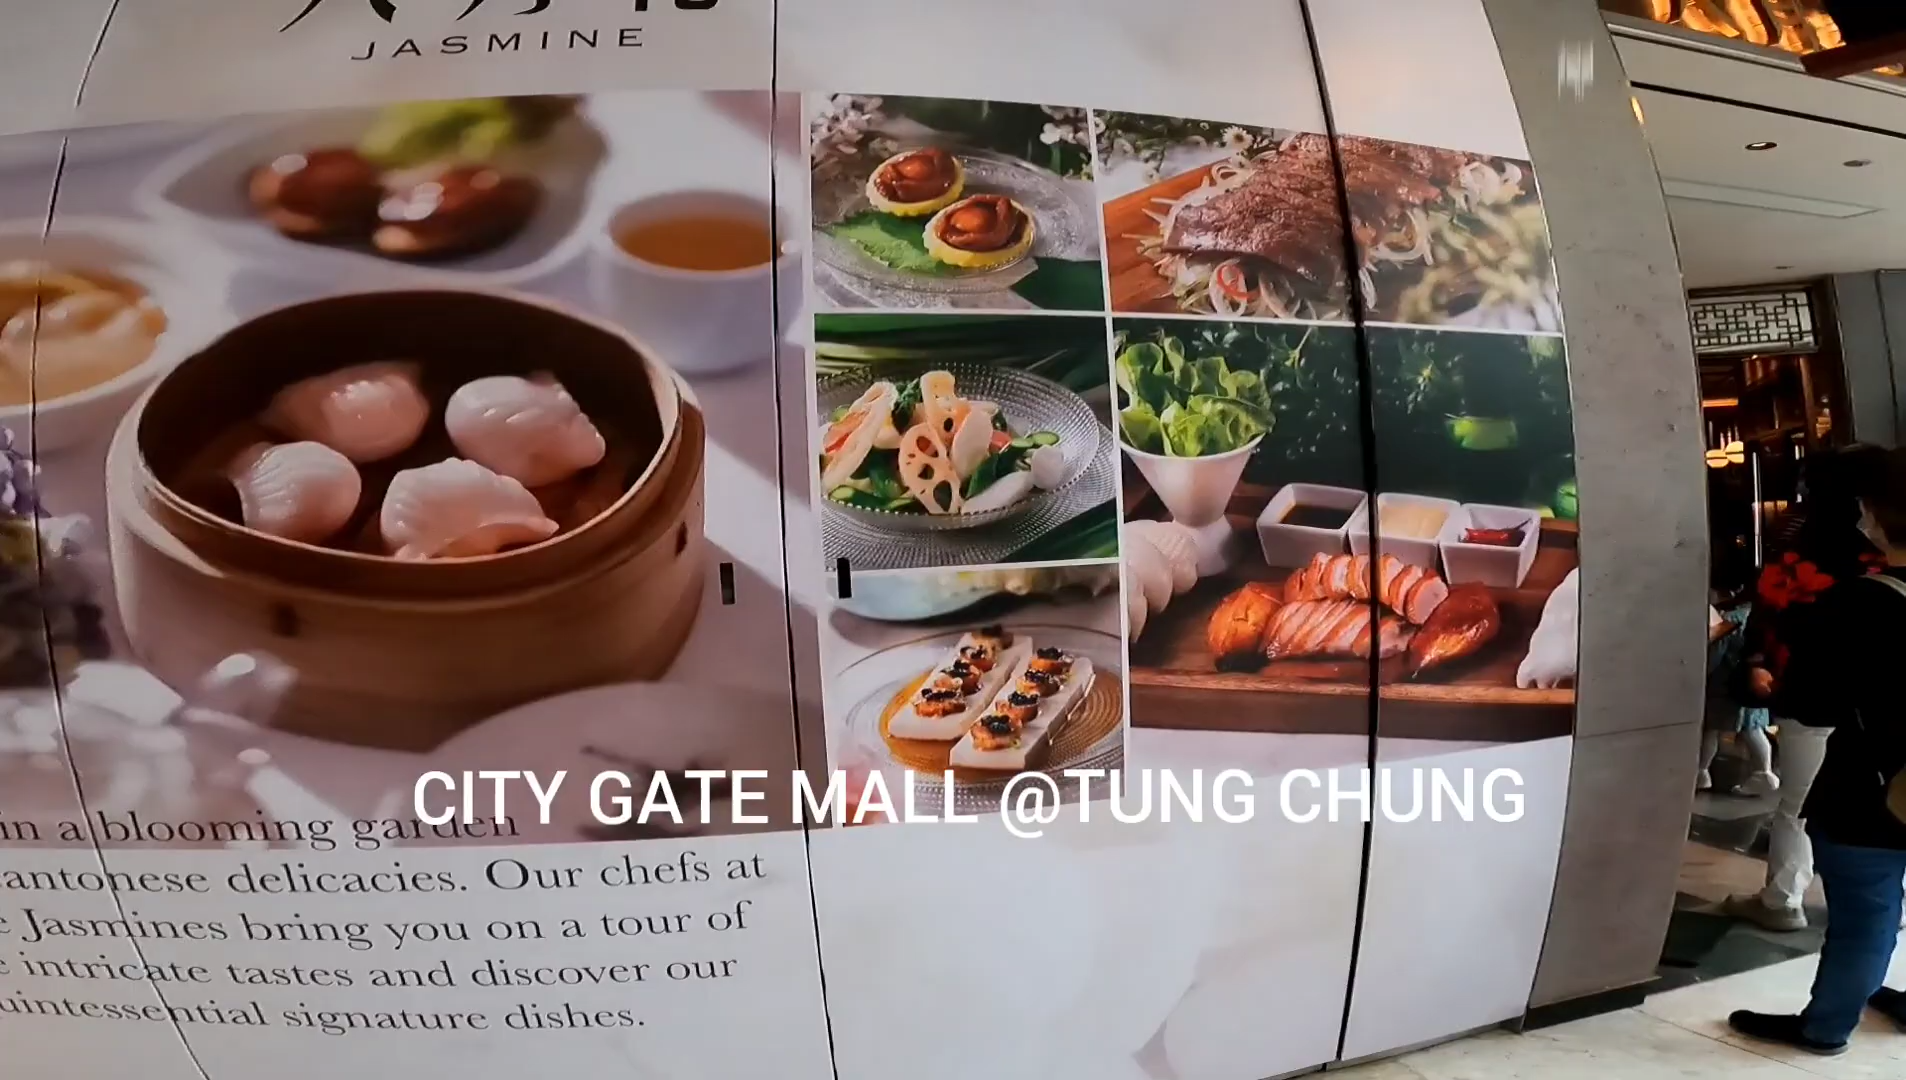 JASMINE
CITY GATE MALL @TUNG CHUNG
in a blooming garden
antonese delicacies. Our chefs at
Jasmines bring you on a tour of
intricate tastes and discover our
uintessential signature dishes.